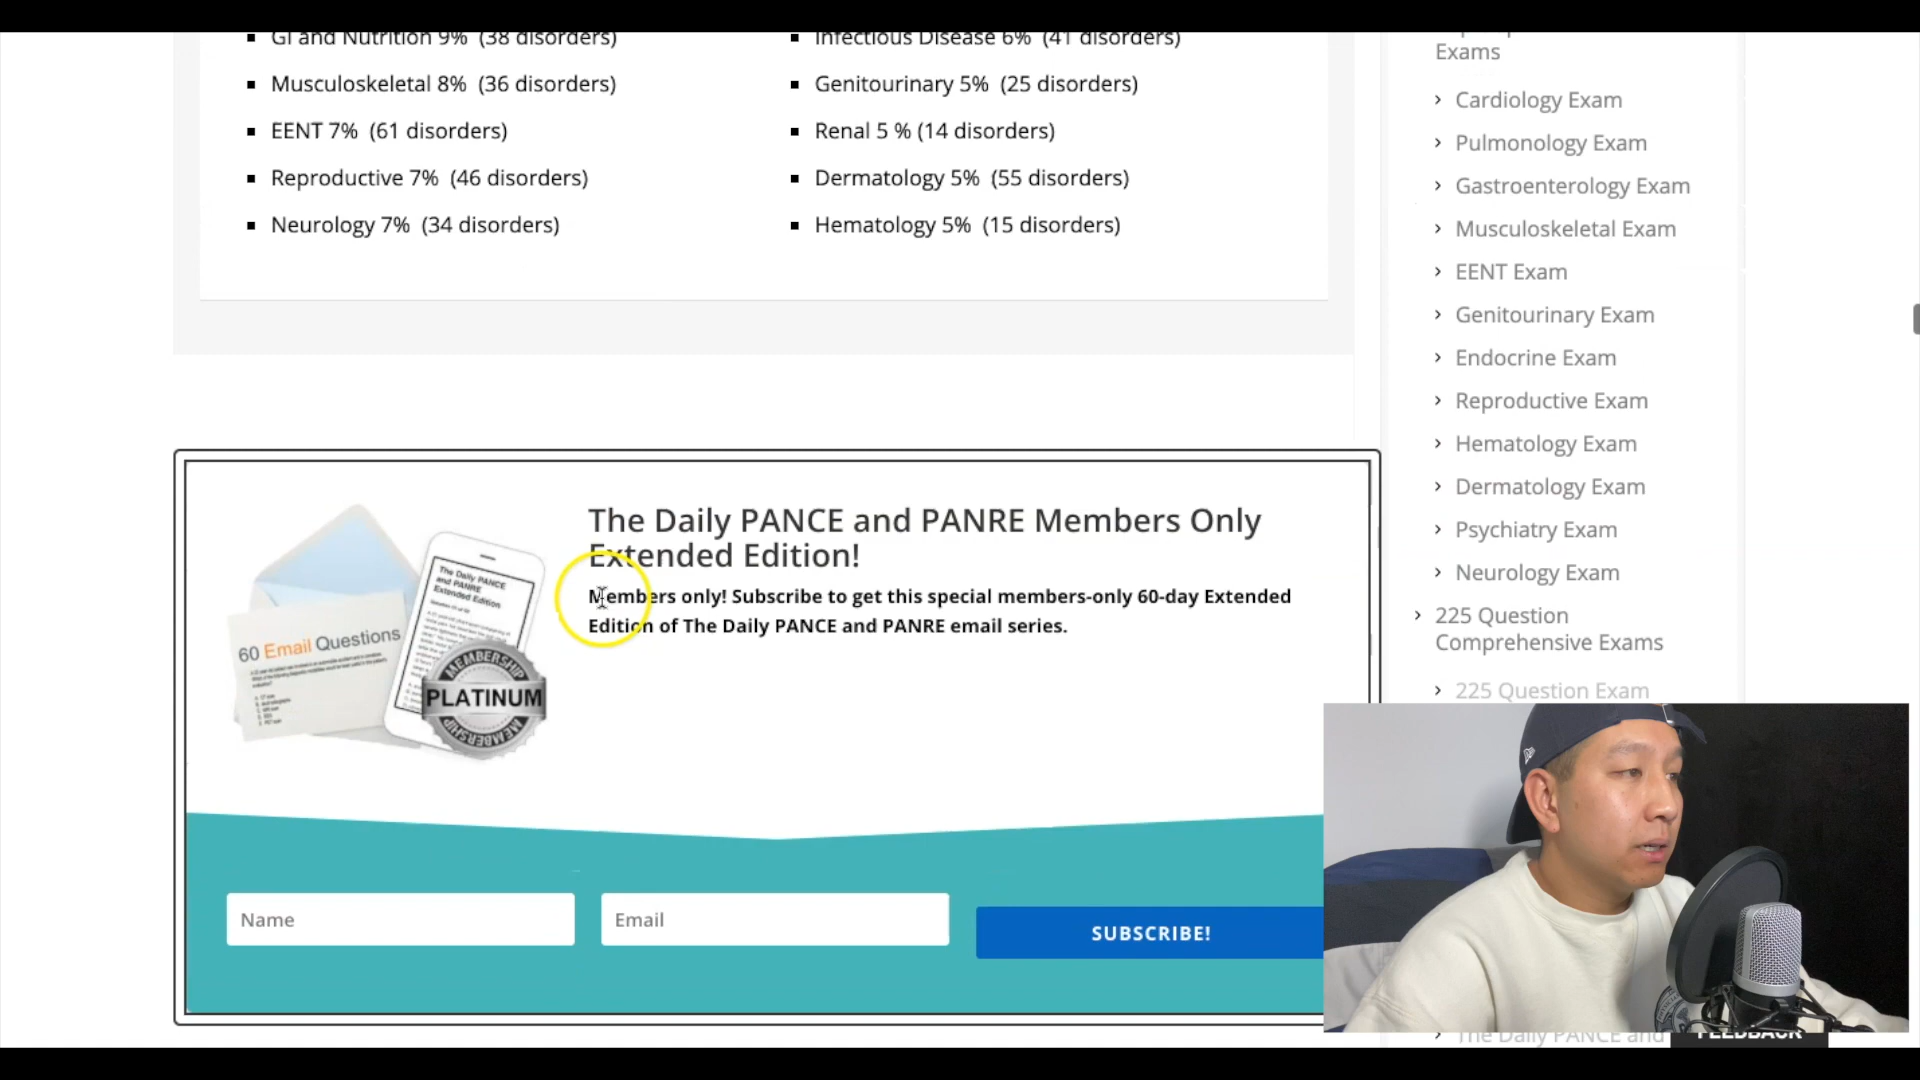 GI and Nutrition 9% (38 disorders)
Musculoskeletal 8% (36 disorders)
EENT 7% (61 disorders)
Reproductive 7% (46 disorders)
Neurology 7% (34 disorders)
Infectious Disease 6% (41 disorders)
Genitourinary 5% (25 disorders)
Renal 5 % (14 disorders)
Dermatology 5% (55 disorders)
Hematology 5% (15 disorders)
The Daily PANCE and PANRE Members Only
Extended Edition!
Members only! Subscribe to get this special members-only 60-day Extended
Edition of The Daily PANCE and PANRE email series.
60 Email Questions
The Daily PANCE
and PANRE
Extended Edition
MEMBERSHIP
PLATINUM
MEMBERSHIP
Name
Email
SUBSCRIBE!
Exams
Cardiology Exam
Pulmonology Exam
Gastroenterology Exam
Musculoskeletal Exam
EENT Exam
Genitourinary Exam
Endocrine Exam
Reproductive Exam
Hematology Exam
Dermatology Exam
Psychiatry Exam
Neurology Exam
225 Question
Comprehensive Exams
225 Question Exam
The Daily PANCE and
FEEDBACK